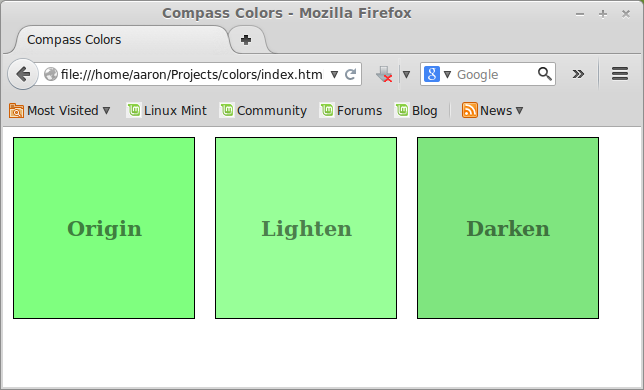 Compass Colors - Mozilla Firefox
Compass Colors
file:///home/aaron/Projects/colors/index.htm
Google
Most Visited Linux Mint Community Forums Blog News
Origin Lighten Darken